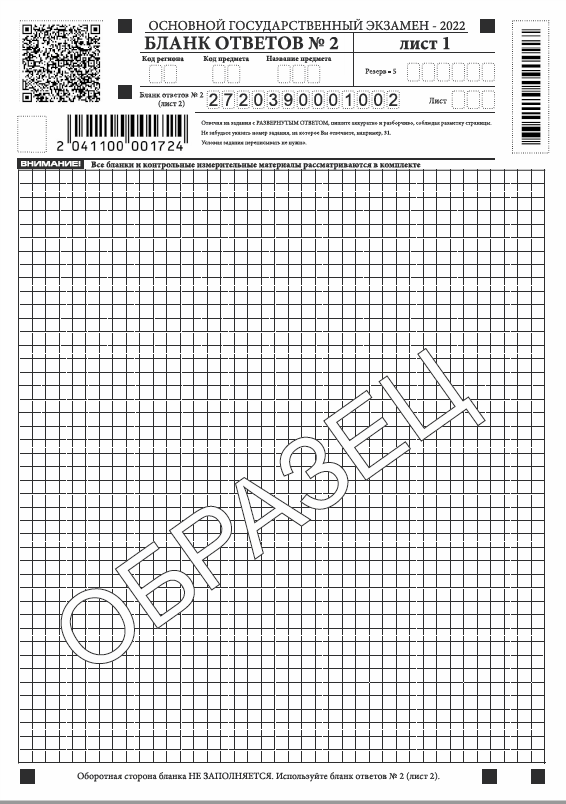 ОСНОВНОЙ ГОСУДАРСТВЕННЫЙ ЭКЗАМЕН - 2022
БЛАНК ОТВЕТОВ № 2 лист 1
Код региона Код предмета Название предмета
Резерв - 5
Бланк ответов № 2 (лист 2) 2720390001002 Лист
2 041100 001724
Отвечая на задания с РАЗВЕРНУТЫМ ОТВЕТОМ, пишите аккуратно и разборчиво, соблюдая разметку страницы.
Не забудьте указать номер задания, на которое Вы отвечаете, например, 31.
Условия задания переписывать не нужно.
ВНИМАНИЕ! Все бланки и контрольные измерительные материалы рассматриваются в комплекте
ОБРАЗЕЦ
Оборотная сторона бланка НЕ ЗАПОЛНЯЕТСЯ. Используйте бланк ответов № 2 (лист 2).